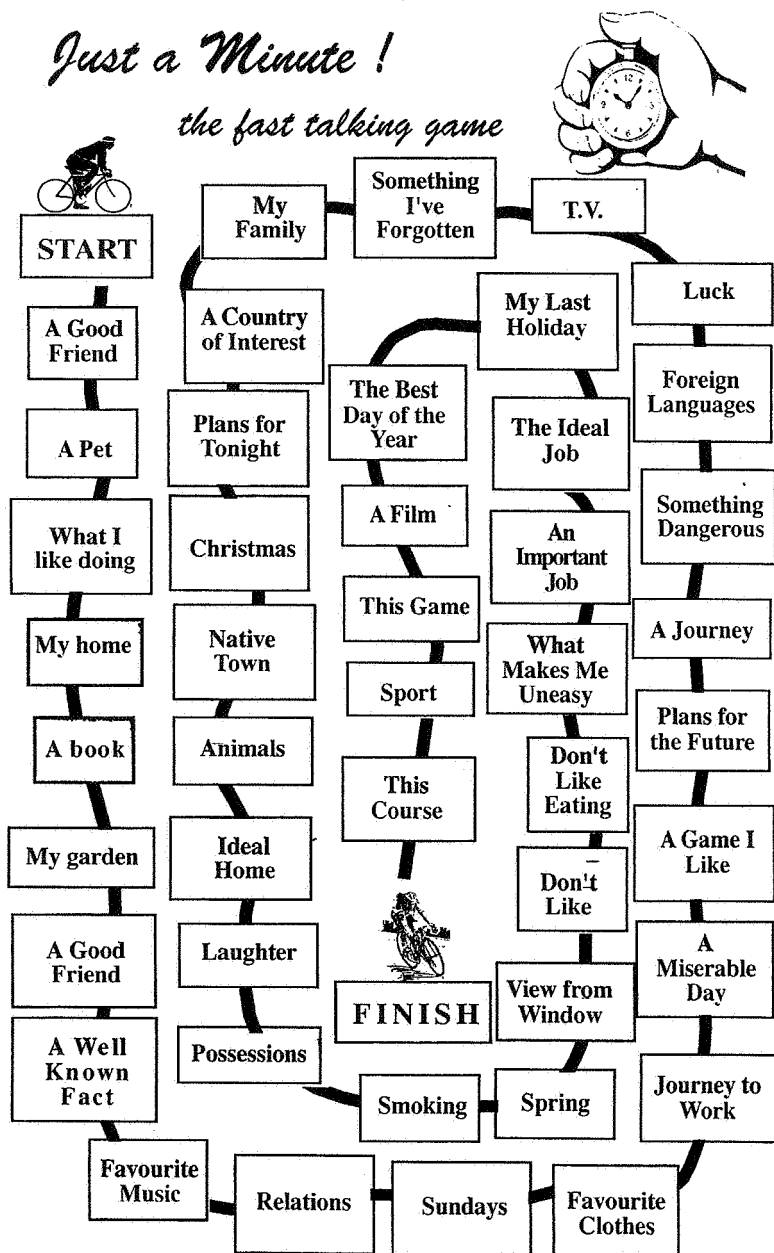 Just a Minute !
the fast talking game
START
A Good
Friend
A Pet
What I
like doing
My home
A book
My garden
A Good
Friend
A Well
Known
Fact
Favourite
Music
Relations
Sundays
Favourite
Clothes
Journey to
Work
A
Miserable
Day
A Game I
Like
Plans for
the Future
A Journey
Something
Dangerous
Foreign
Languages
Luck
T.V.
Something
I've
Forgotten
My
Family
A Country
of Interest
Plans for
Tonight
Christmas
Native
Town
Animals
Ideal
Home
Laughter
Possessions
Smoking
Spring
View from
Window
Don't
Like
Don't
Like
Eating
What
Makes Me
Uneasy
An
Important
Job
The Ideal
Job
My Last
Holiday
The Best
Day of the
Year
A Film
This Game
Sport
This
Course
FINISH